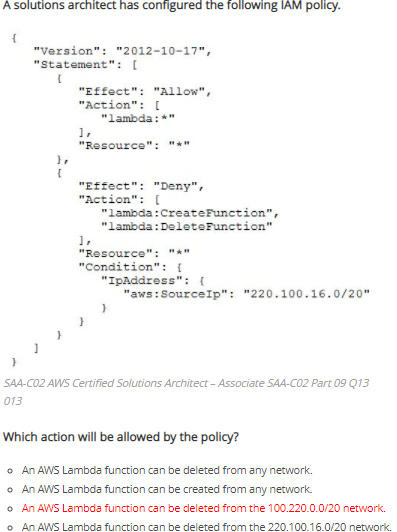 A solutions architect has configured the following IAM policy.
{
"Version": "2012-10-17",
"Statement": [
{
"Effect": "Allow",
"Action": [
"lambda:*"
],
"Resource": "*"
},
{
"Effect": "Deny",
"Action": [
"lambda:CreateFunction",
"lambda:DeleteFunction"
],
"Resource": "*"
"Condition": {
"IpAddress": {
"aws:SourceIp": "220.100.16.0/20"
}
}
}
]
}
SAA-C02 AWS Certified Solutions Architect – Associate SAA-C02 Part 09 Q13
013
Which action will be allowed by the policy?
An AWS Lambda function can be deleted from any network.
An AWS Lambda function can be created from any network.
An AWS Lambda function can be deleted from the 100.220.0.0/20 network.
An AWS Lambda function can be deleted from the 220.100.16.0/20 network.